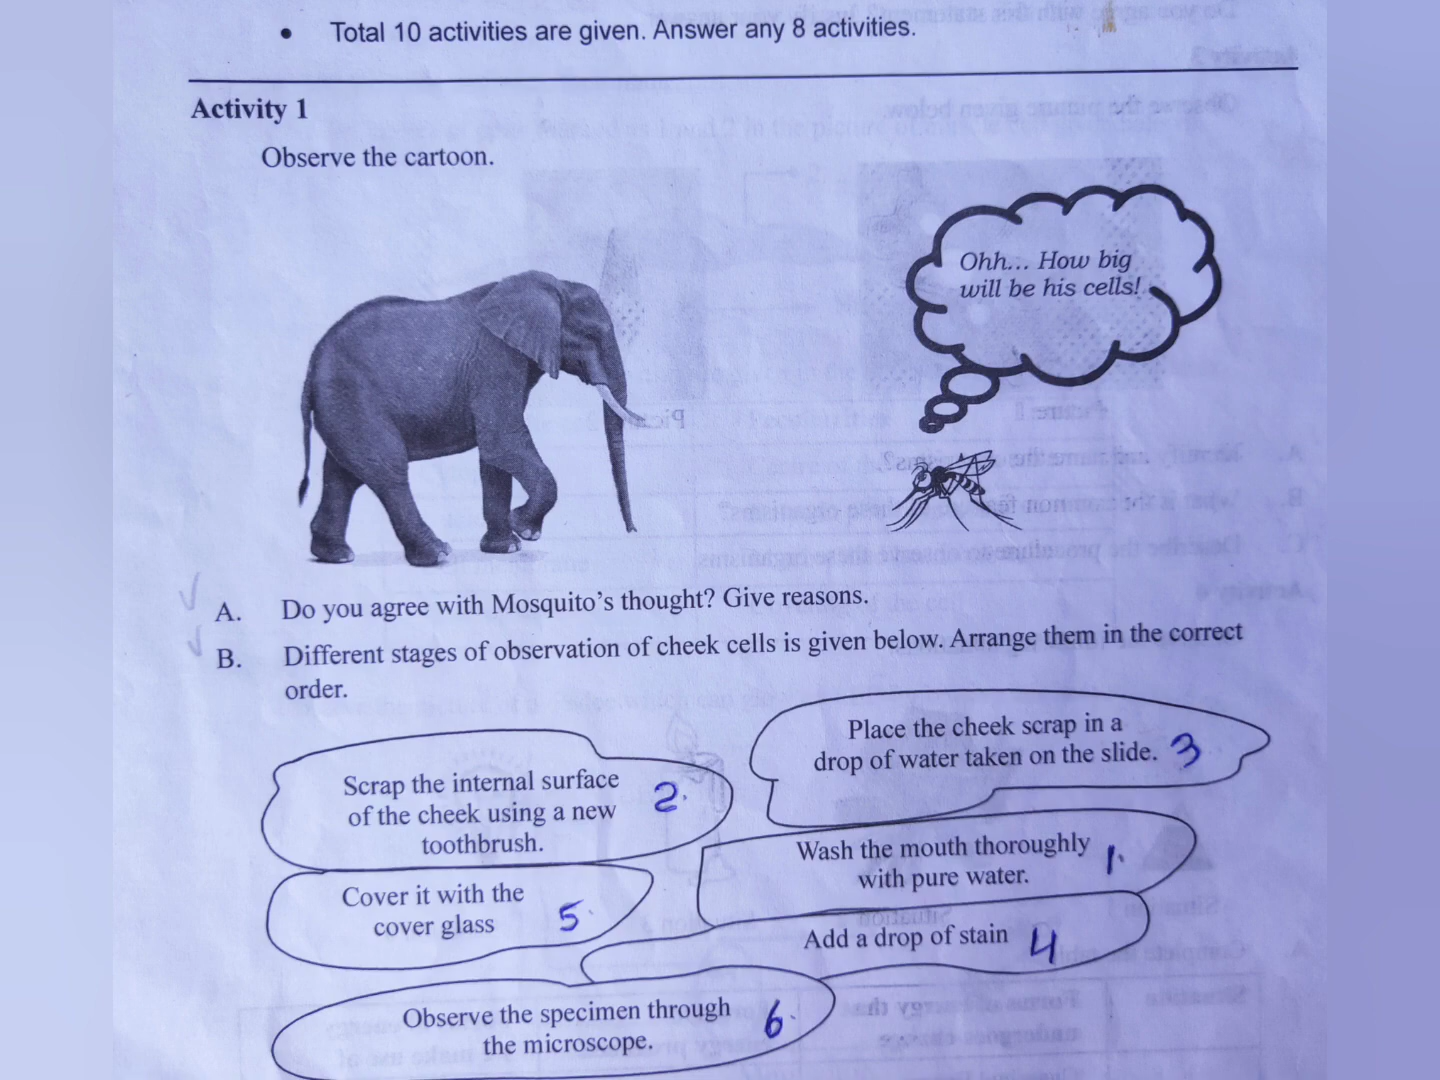 • Total 10 activities are given. Answer any 8 activities.
Activity 1
Observe the cartoon.
Ohh... How big
will be his cells!
A. Do you agree with Mosquito's thought? Give reasons.
B. Different stages of observation of cheek cells is given below. Arrange them in the correct
order.
Scrap the internal surface
of the cheek using a new
toothbrush.
2.
Place the cheek scrap in a
drop of water taken on the slide.
3
Wash the mouth thoroughly
with pure water.
1.
Cover it with the
cover glass
5.
Add a drop of stain 4
Observe the specimen through
the microscope.
6.